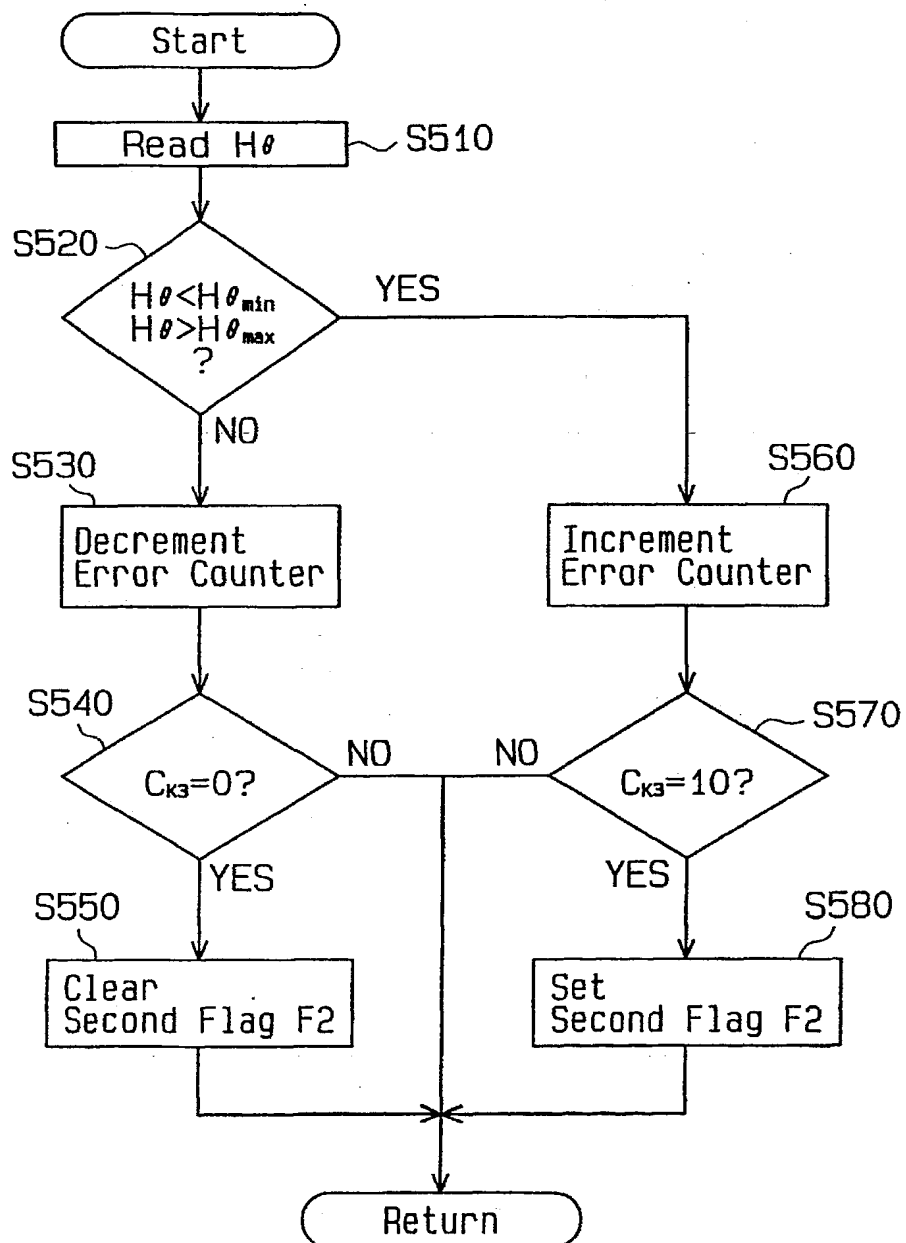 Start
Read Hθ
S510
S520
Hθ<Hθmin
Hθ>Hθmax
?
YES
NO
S530
Decrement
Error Counter
S560
Increment
Error Counter
S540
CK3=0?
NO
YES
S570
CK3=10?
NO
YES
S550
Clear
Second Flag F2
S580
Set
Second Flag F2
Return